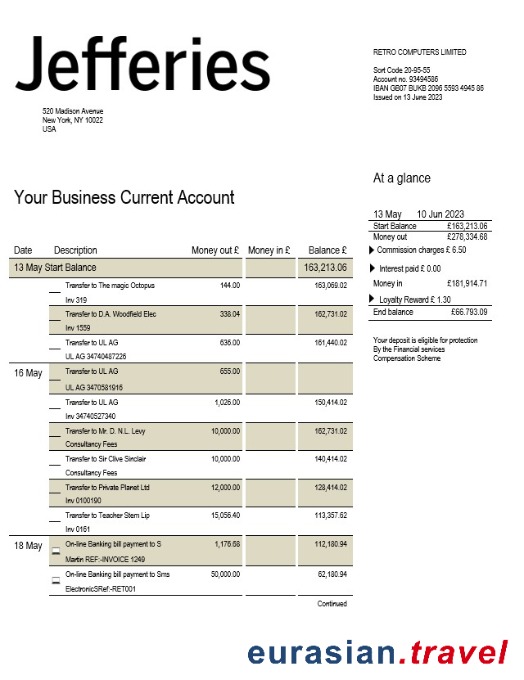 Jefferies
520 Madison Avenue
New York, NY 10022
USA
RETRO COMPUTERS LIMITED
Sort Code 20-95-55
Account no. 93494586
IBAN GB07 BUKB 2096 5593 4945 86
Issued on 13 June 2023
At a glance
13 May 10 Jun 2023
Start Balance £163,213.06
Money out £278,334.68
Commission charges £ 6.50
Interest paid £ 0.00
Money in £181,914.71
Loyalty Reward £ 1.30
End balance £66.793.09
Your deposit is eligible for protection
By the Financial services
Compensation Scheme
Your Business Current Account
Date Description Money out £ Money in £ Balance £
13 May Start Balance 163,213.06
Transfer to The magic Octopus 144.00 163,069.02
Inv 319
Transfer to D.A. Woodfield Elec 338.04 162,731.02
Inv 1559
Transfer to UL AG 636.00 161,440.02
UL AG 34740487226
16 May Transfer to UL AG 655.00
UL AG 3470581916
Transfer to UL AG 1,026.00 150,414.02
Inv 34740527340
Transfer to Mr. D. N.L. Levy 10,000.00 162,731.02
Consultancy Fees
Transfer to Sir Clive Sinclair 10,000.00 140,414.02
Consultancy Fees
Transfer to Private Planet Ltd 12,000.00 128,414.02
Inv 0100190
Transfer to Teacher Stem Lip 15,056.40 113,357.62
Inv 0161
18 May On-line Banking bill payment to S 1,176.68 112,180.94
Martin REF:-INVOICE 1249
On-line Banking bill payment to Sms 50,000.00 62,180.94
ElectronicSRef:-RET001
Continued
eurasian.travel